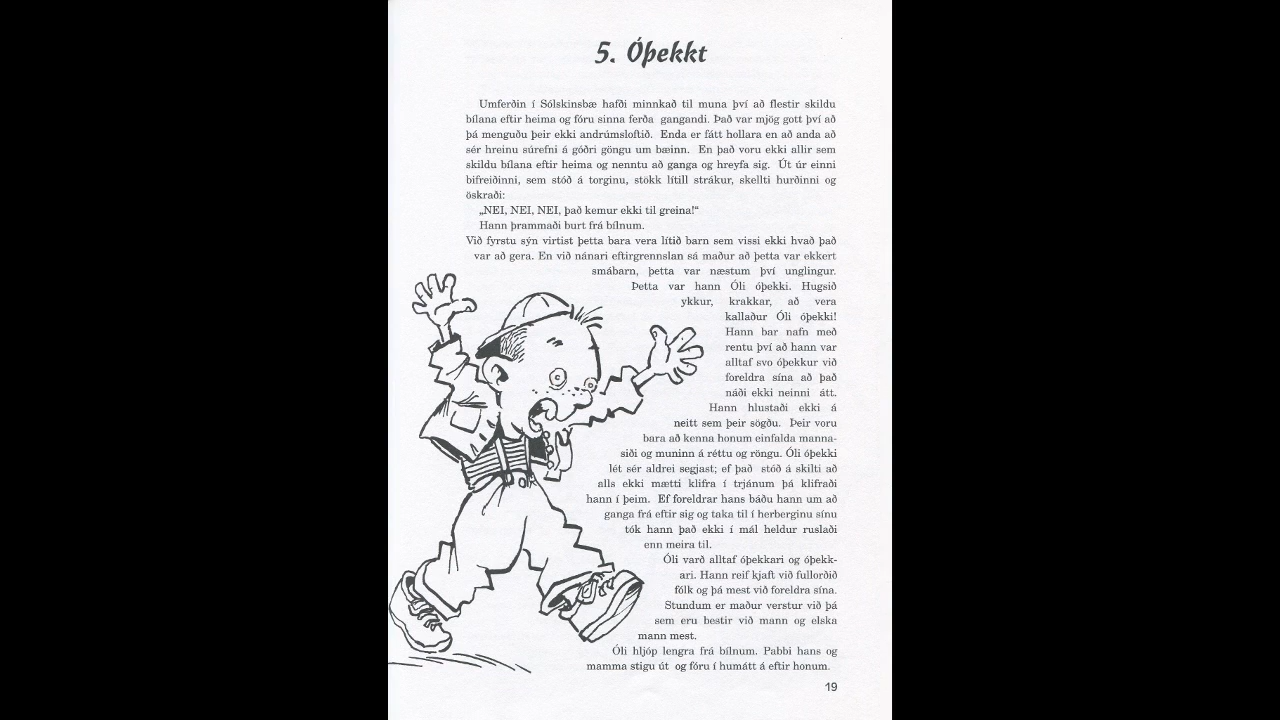 5. Óþekkt
Umferðin í Sólskinsbæ hafði minnkað til muna því að flestir skildu
bílana eftir heima og fóru sinna ferða gangandi. Það var mjög gott því að
þá menguðu þeir ekki andrúmsloftið. Enda er fátt hollara en að anda að
sér hreinu súrefni á góðri göngu um bæinn. En það voru ekki allir sem
skildu bílana eftir heima og nenntu að ganga og hreyfa sig. Út úr einni
bifreiðinni, sem stóð á torginu, stökk lítill strákur, skellti hurðinni og
öskraði:
„NEI, NEI, NEI, það kemur ekki til greina!“
Hann þrammaði burt frá bílnum.
Við fyrstu sýn virtist þetta bara vera lítið barn sem vissi ekki hvað það
var að gera. En við nánari eftirgrennslan sá maður að þetta var ekkert
smábarn, þetta var næstum því unglingur.
Þetta var hann Óli óþekki. Hugsið
ykkur, krakkar, að vera
kallaður Óli óþekki!
Hann bar nafn með
rentu því að hann var
alltaf svo óþekkur við
foreldra sína að það
náði ekki neinni átt.
Hann hlustaði ekki á
neitt sem þeir sögðu. Þeir voru
bara að kenna honum einfalda manna-
siði og muninn á réttu og röngu. Óli óþekki
lét sér aldrei segjast; ef það stóð á skilti að
alls ekki mætti klifra í trjánum þá klifraði
hann í þeim. Ef foreldrar hans báðu hann um að
ganga frá eftir sig og taka til í herberginu sínu
tók hann það ekki í mál heldur ruslaði
enn meira til.
Óli varð alltaf óþekkari og óþekk-
ari. Hann reif kjaft við fullorðið
fólk og þá mest við foreldra sína.
Stundum er maður verstur við þá
sem eru bestir við mann og elska
mann mest.
Óli hljóp lengra frá bílnum. Pabbi hans og
mamma stigu út og fóru í humátt á eftir honum.
19